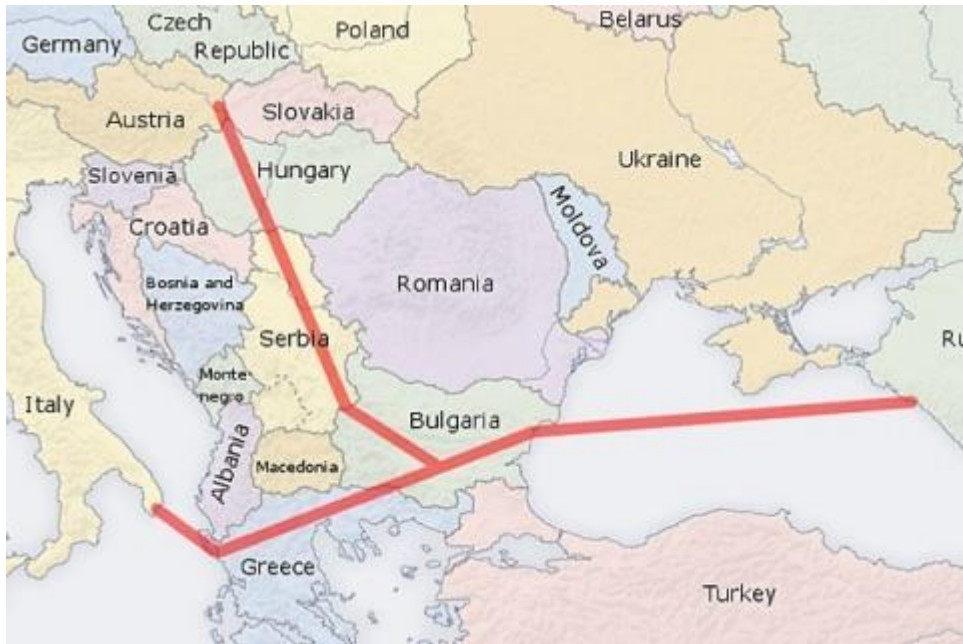 Czech
Republic
Germany
Poland
Belarus
Austria
Slovakia
Ukraine
Slovenia
Hungary
Moldova
Croatia
Romania
Bosnia and
Herzegovina
Serbia
Ru
Monte-
negro
Italy
Bulgaria
Albania
Macedonia
Greece
Turkey